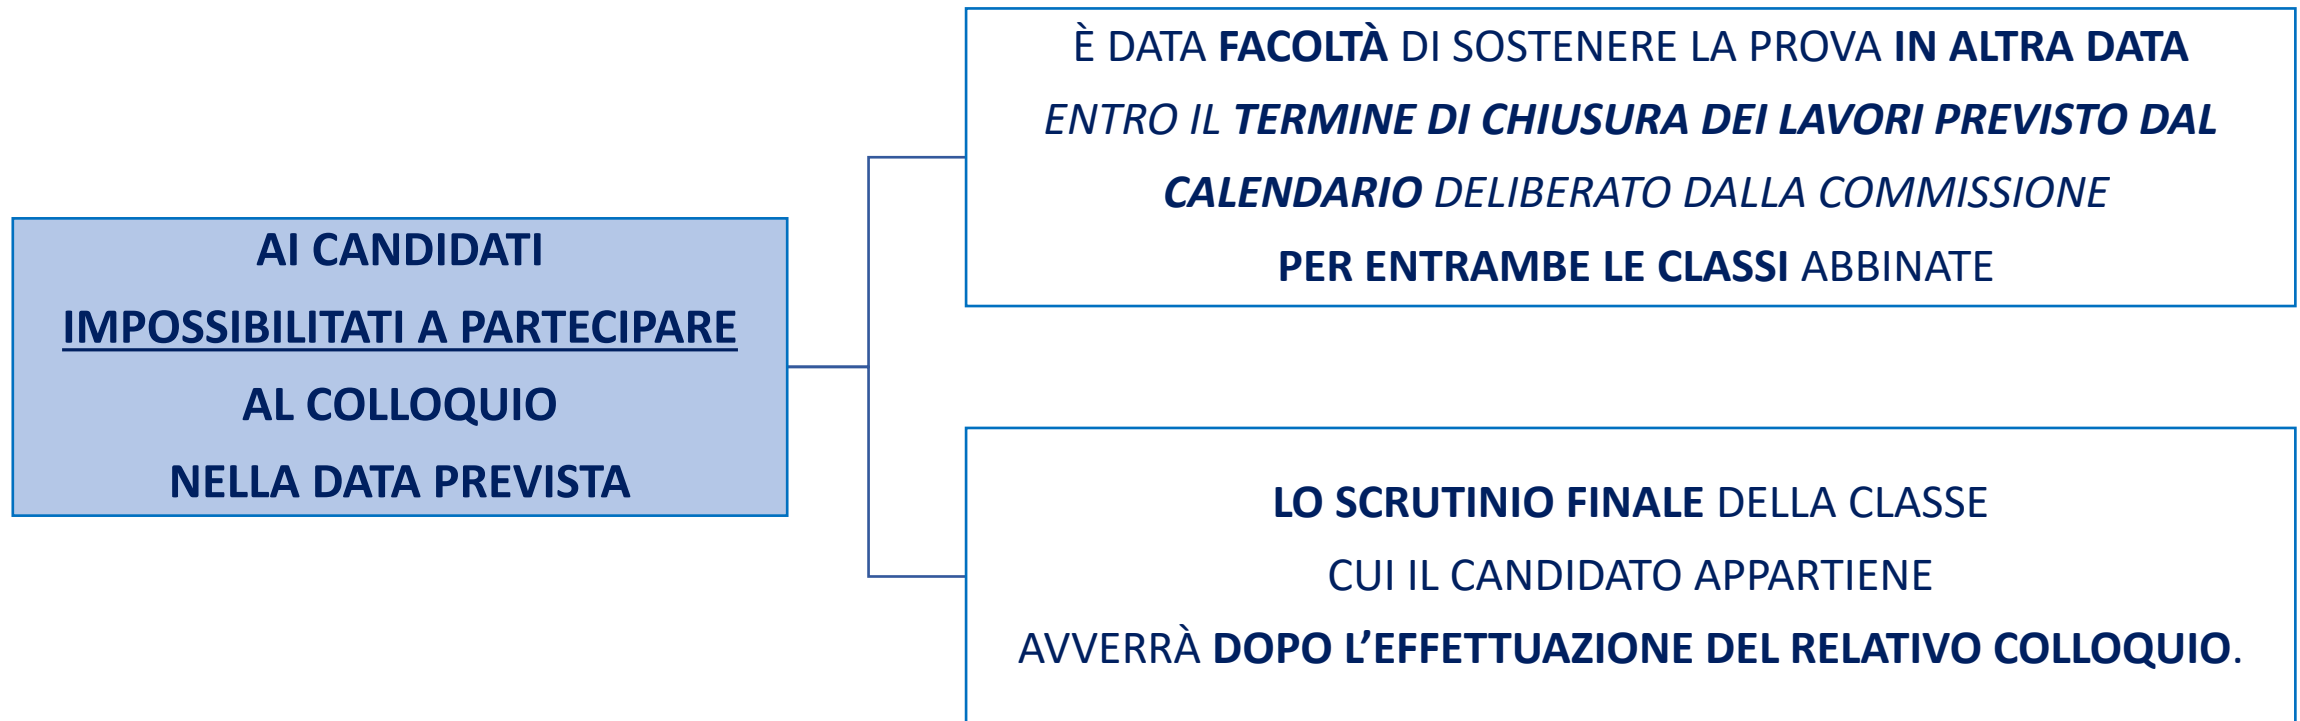 AI CANDIDATI
IMPOSSIBILITATI A PARTECIPARE
AL COLLOQUIO
NELLA DATA PREVISTA
È DATA FACOLTÀ DI SOSTENERE LA PROVA IN ALTRA DATA
ENTRO IL TERMINE DI CHIUSURA DEI LAVORI PREVISTO DAL
CALENDARIO DELIBERATO DALLA COMMISSIONE
PER ENTRAMBE LE CLASSI ABBINATE
LO SCRUTINIO FINALE DELLA CLASSE
CUI IL CANDIDATO APPARTIENE
AVVERRÀ DOPO L’EFFETTUAZIONE DEL RELATIVO COLLOQUIO.